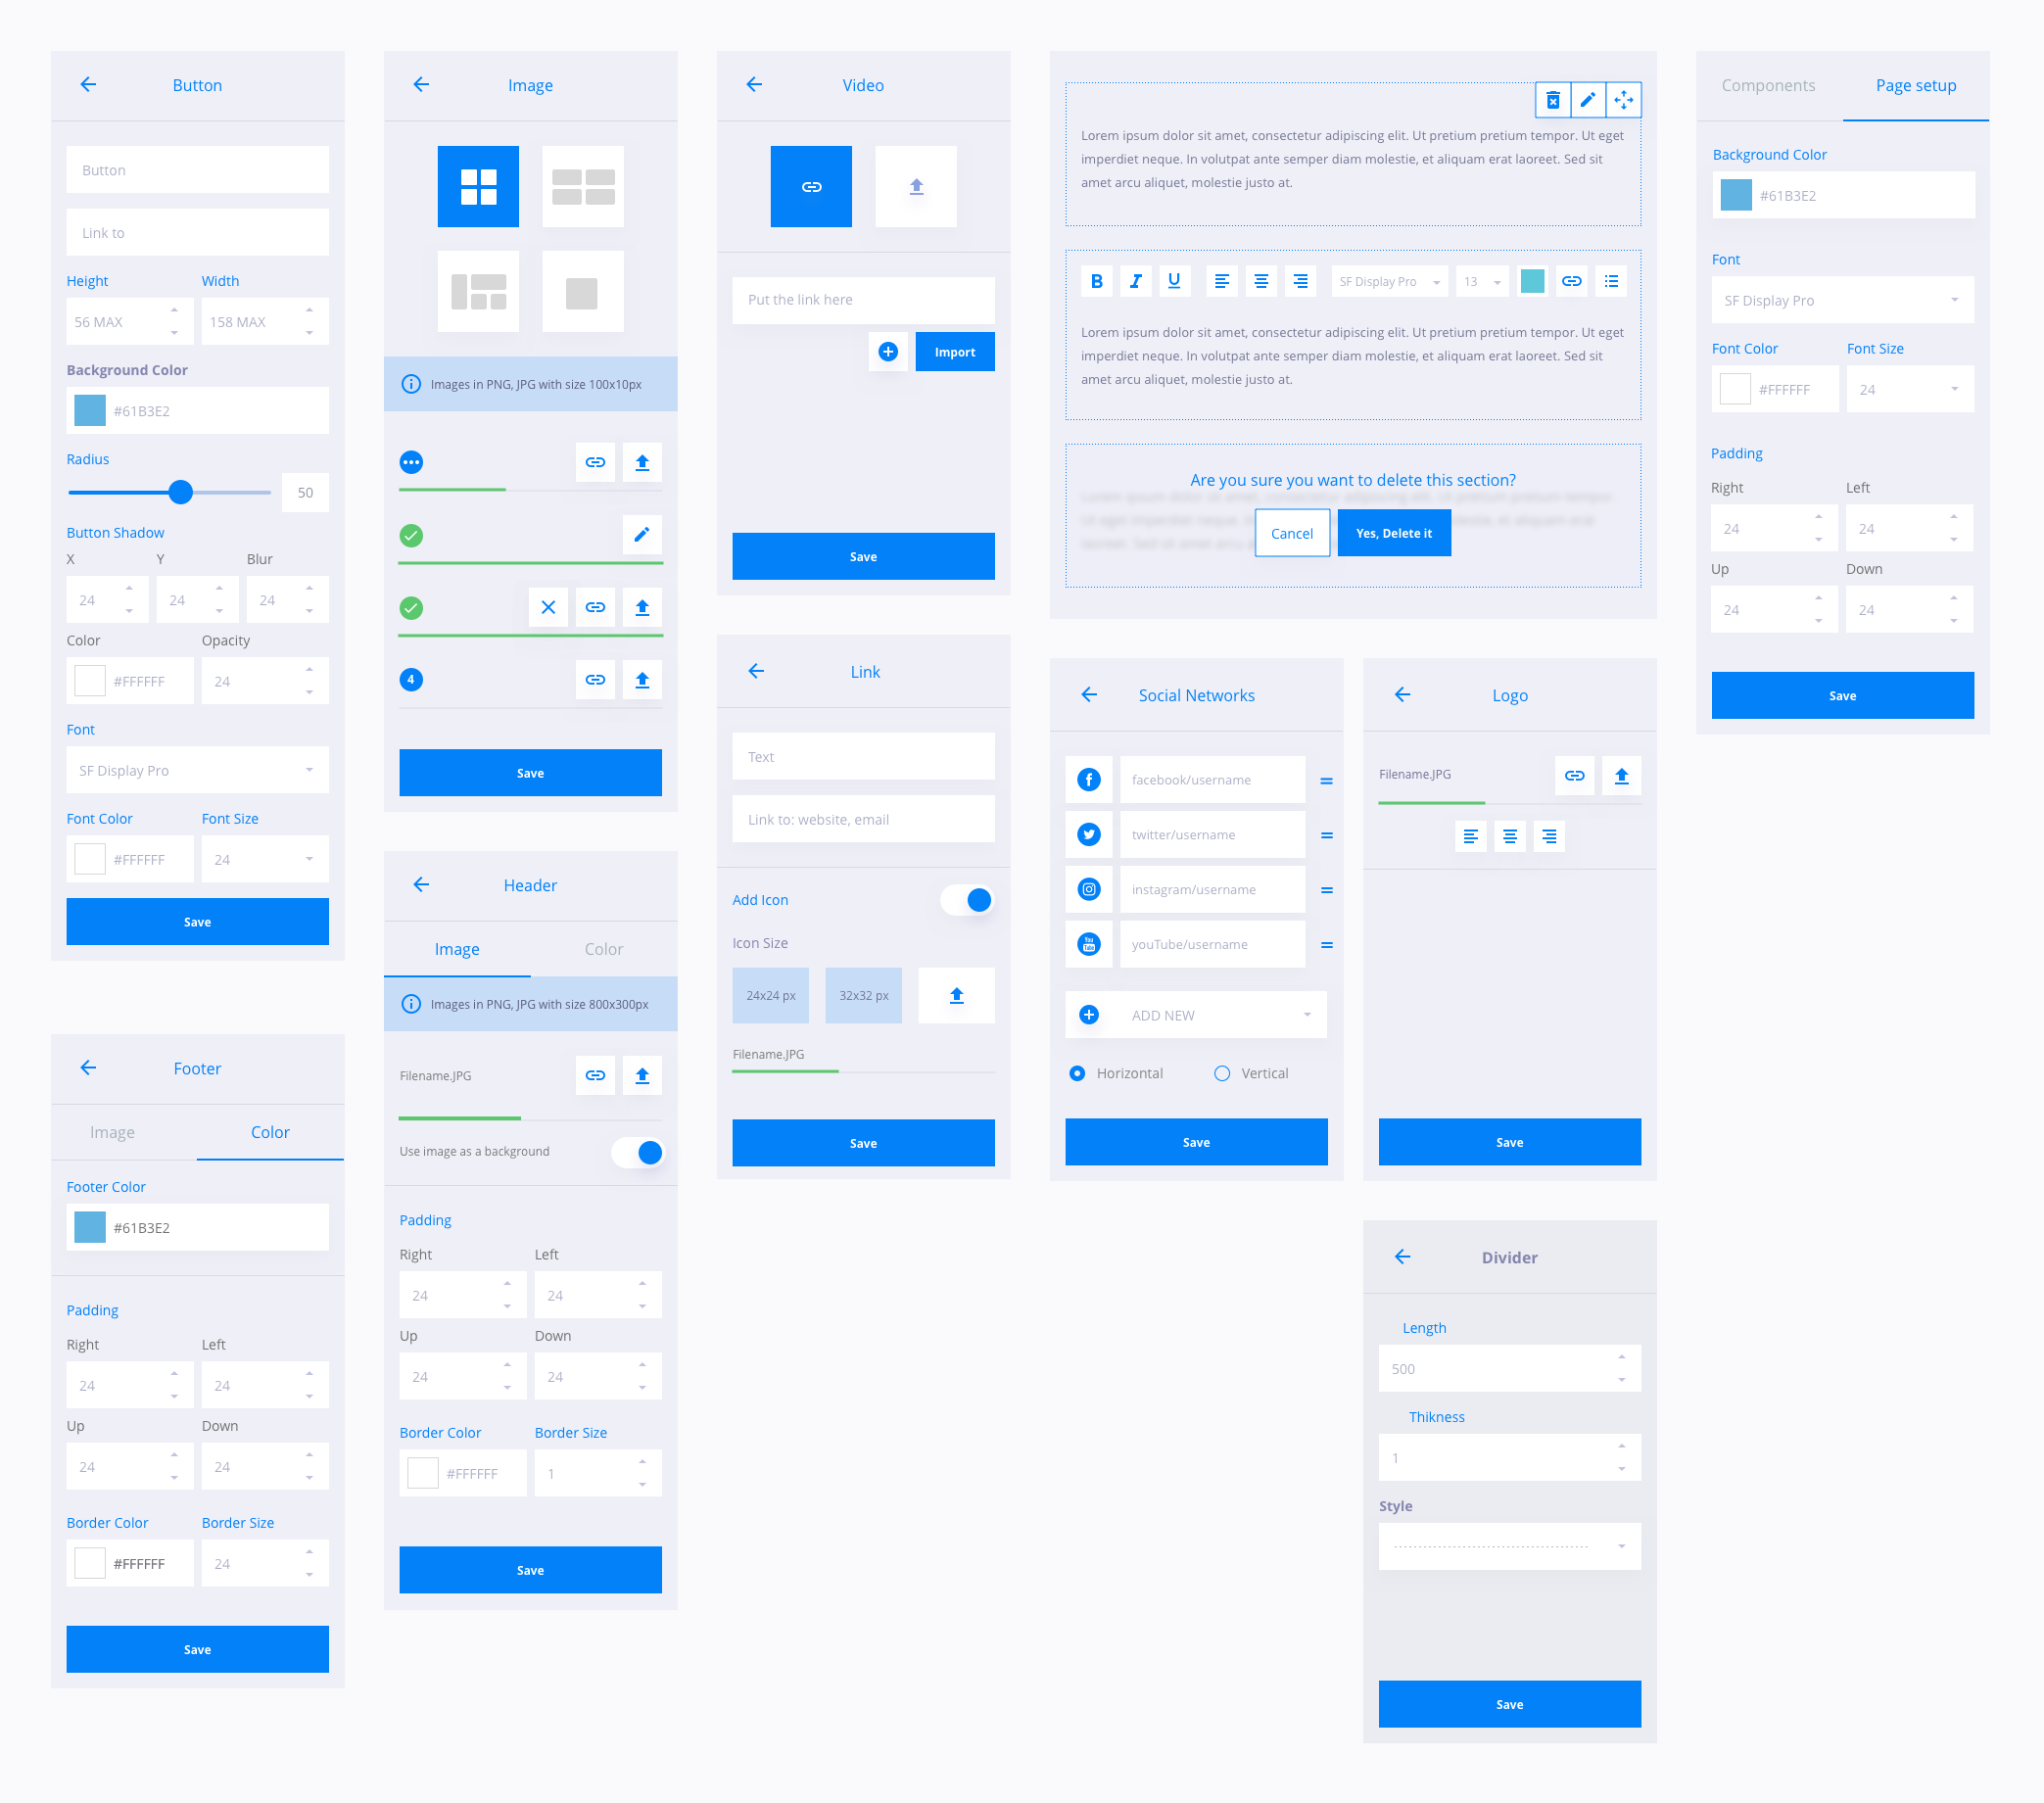 Button
Button
Link to
Height Width
56 MAX 158 MAX
Background Color
#61B3E2
Radius
50
Button Shadow
X Y Blur
24 24 24
Color Opacity
#FFFFFF 24
Font
SF Display Pro
Font Color Font Size
#FFFFFF 24
Save
Footer
Image Color
Footer Color
#61B3E2
Padding
Right Left
24 24
Up Down
24 24
Border Color Border Size
#FFFFFF 24
Save
Image
Images in PNG, JPG with size 100x10px
4
Save
Header
Image Color
Images in PNG, JPG with size 800x300px
Filename.JPG
Use image as a background
Padding
Right Left
24 24
Up Down
24 24
Border Color Border Size
#FFFFFF 1
Save
Video
Put the link here
Import
Save
Link
Text
Link to: website, email
Add Icon
Icon Size
24x24 px 32x32 px
Filename.JPG
Save
Lorem ipsum dolor sit amet, consectetur adipiscing elit. Ut pretium pretium tempor. Ut eget
imperdiet neque. In volutpat ante semper diam molestie, et aliquam erat laoreet. Sed sit
amet arcu aliquet, molestie justo at.
B I U SF Display Pro 13
Lorem ipsum dolor sit amet, consectetur adipiscing elit. Ut pretium pretium tempor. Ut eget
imperdiet neque. In volutpat ante semper diam molestie, et aliquam erat laoreet. Sed sit
amet arcu aliquet, molestie justo at.
Are you sure you want to delete this section?
Cancel Yes, Delete it
Social Networks
facebook/username
twitter/username
instagram/username
You Tube youTube/username
ADD NEW
Horizontal Vertical
Save
Logo
Filename.JPG
Save
Divider
Length
500
Thikness
1
Style
Save
Components Page setup
Background Color
#61B3E2
Font
SF Display Pro
Font Color Font Size
#FFFFFF 24
Padding
Right Left
24 24
Up Down
24 24
Save